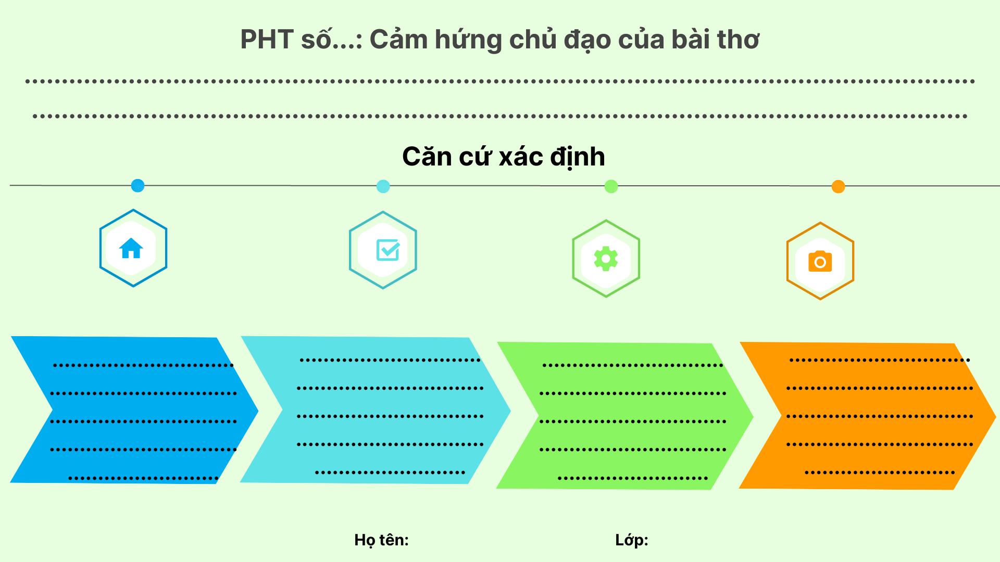 PHT số...: Cảm hứng chủ đạo của bài thơ
Căn cứ xác định
Họ tên:
Lớp: